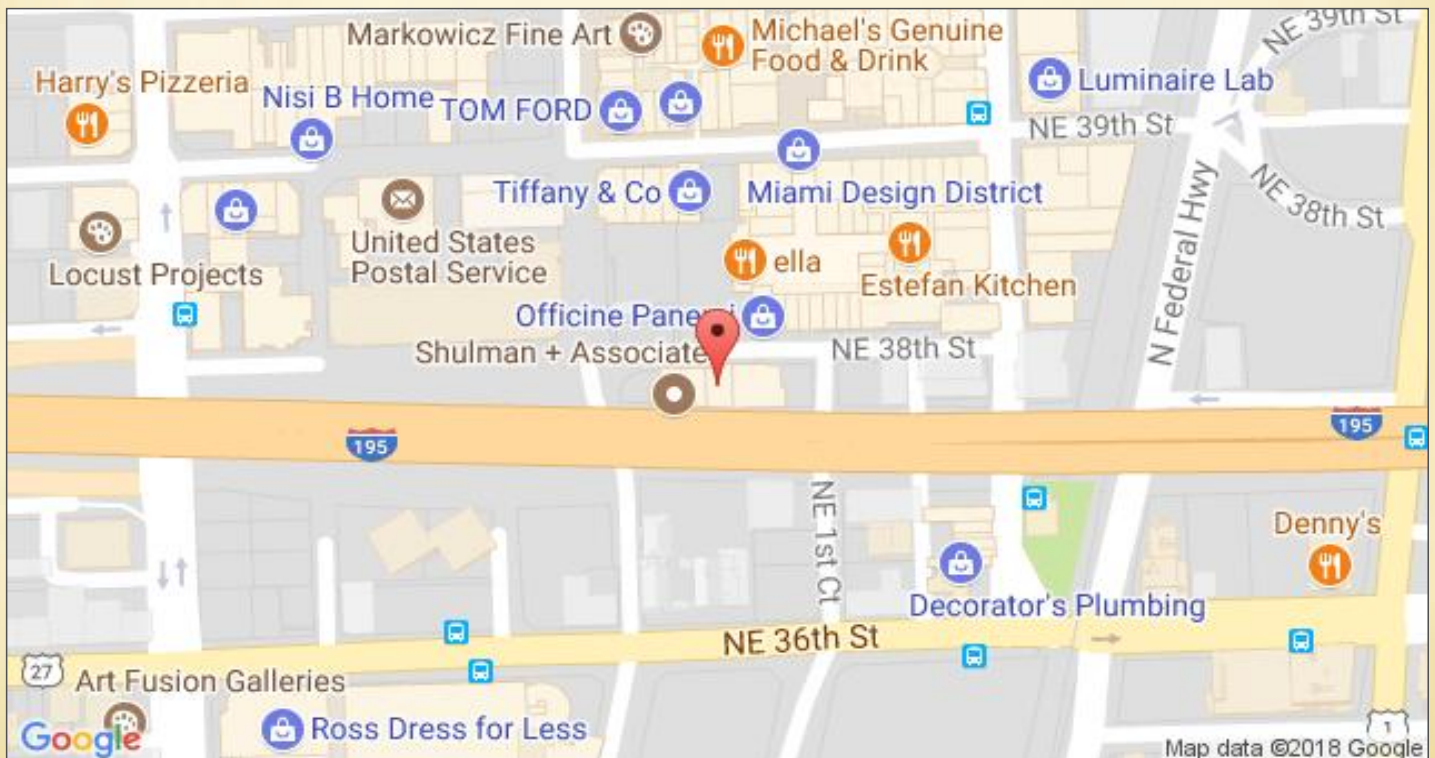 Markowicz Fine Art
Michael's Genuine
Food & Drink
NE 39th St
Harry's Pizzeria
Nisi B Home
TOM FORD
Luminaire Lab
NE 39th St
Tiffany & Co
Miami Design District
NE 38th St
United States
Postal Service
Locust Projects
ella
Estefan Kitchen
N Federal Hwy
Officine
Shulman + Associate
NE 38th St
195
195
NE 1st Ct
Denny's
Decorator's Plumbing
NE 36th St
27
Art Fusion Galleries
Ross Dress for Less
Google
1
Map data ©2018 Google